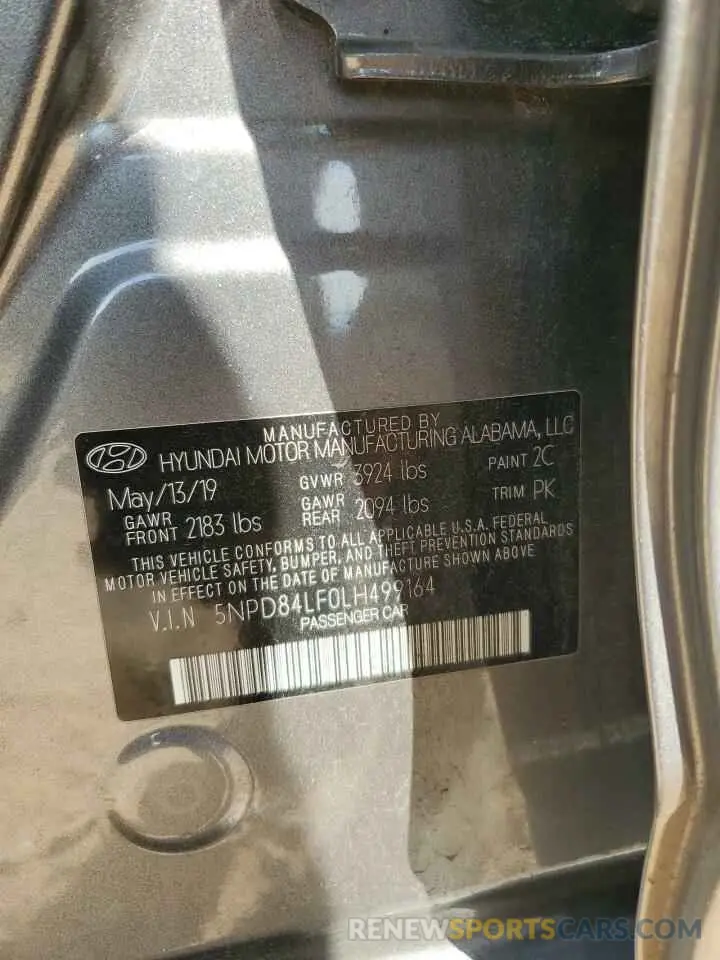 MANUFACTURED BY
HYUNDAI MOTOR MANUFACTURING ALABAMA, LLC
May/13/19 GVWR 3924 lbs PAINT 2C
GAWR FRONT 2183 lbs GAWR REAR 2094 lbs TRIM PK
THIS VEHICLE CONFORMS TO ALL APPLICABLE U.S.A. FEDERAL
MOTOR VEHICLE SAFETY, BUMPER, AND THEFT PREVENTION STANDARDS
IN EFFECT ON THE DATE OF MANUFACTURE SHOWN ABOVE
V.I.N 5NPD84LF0LH499164
PASSENGER CAR
RENEWSPORTSCARS.COM